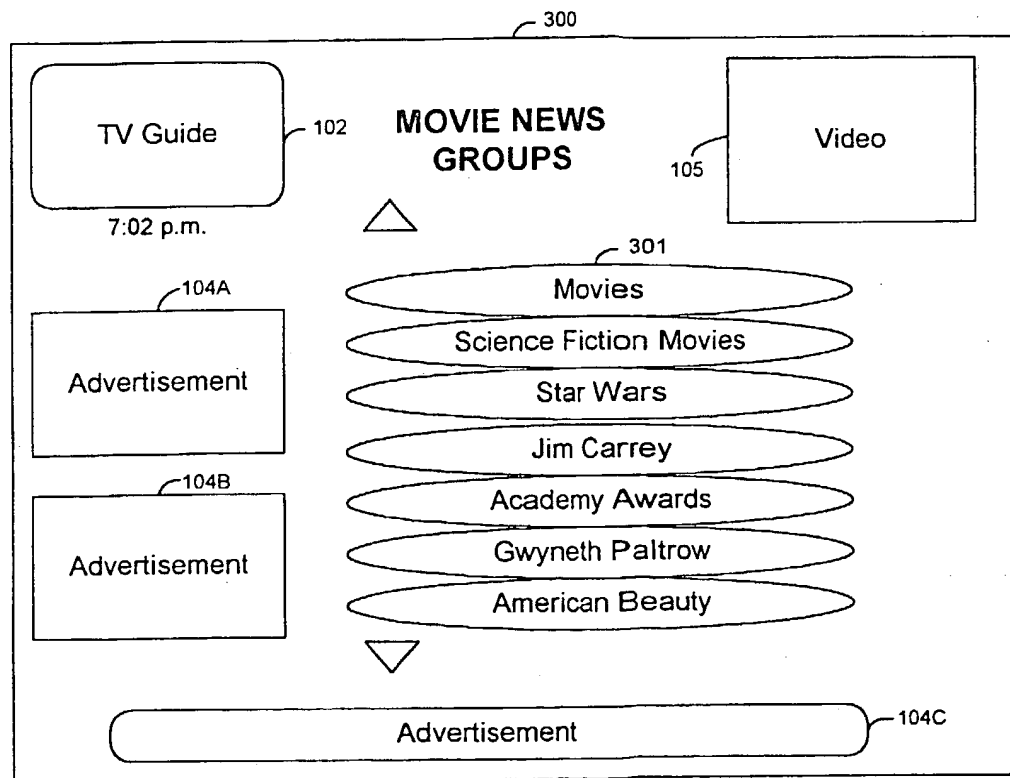 300
TV Guide
102
MOVIE NEWS
GROUPS
105
Video
7:02 p.m.
301
104A
Advertisement
Movies
Science Fiction Movies
Star Wars
Jim Carrey
104B
Advertisement
Academy Awards
Gwyneth Paltrow
American Beauty
Advertisement
104C